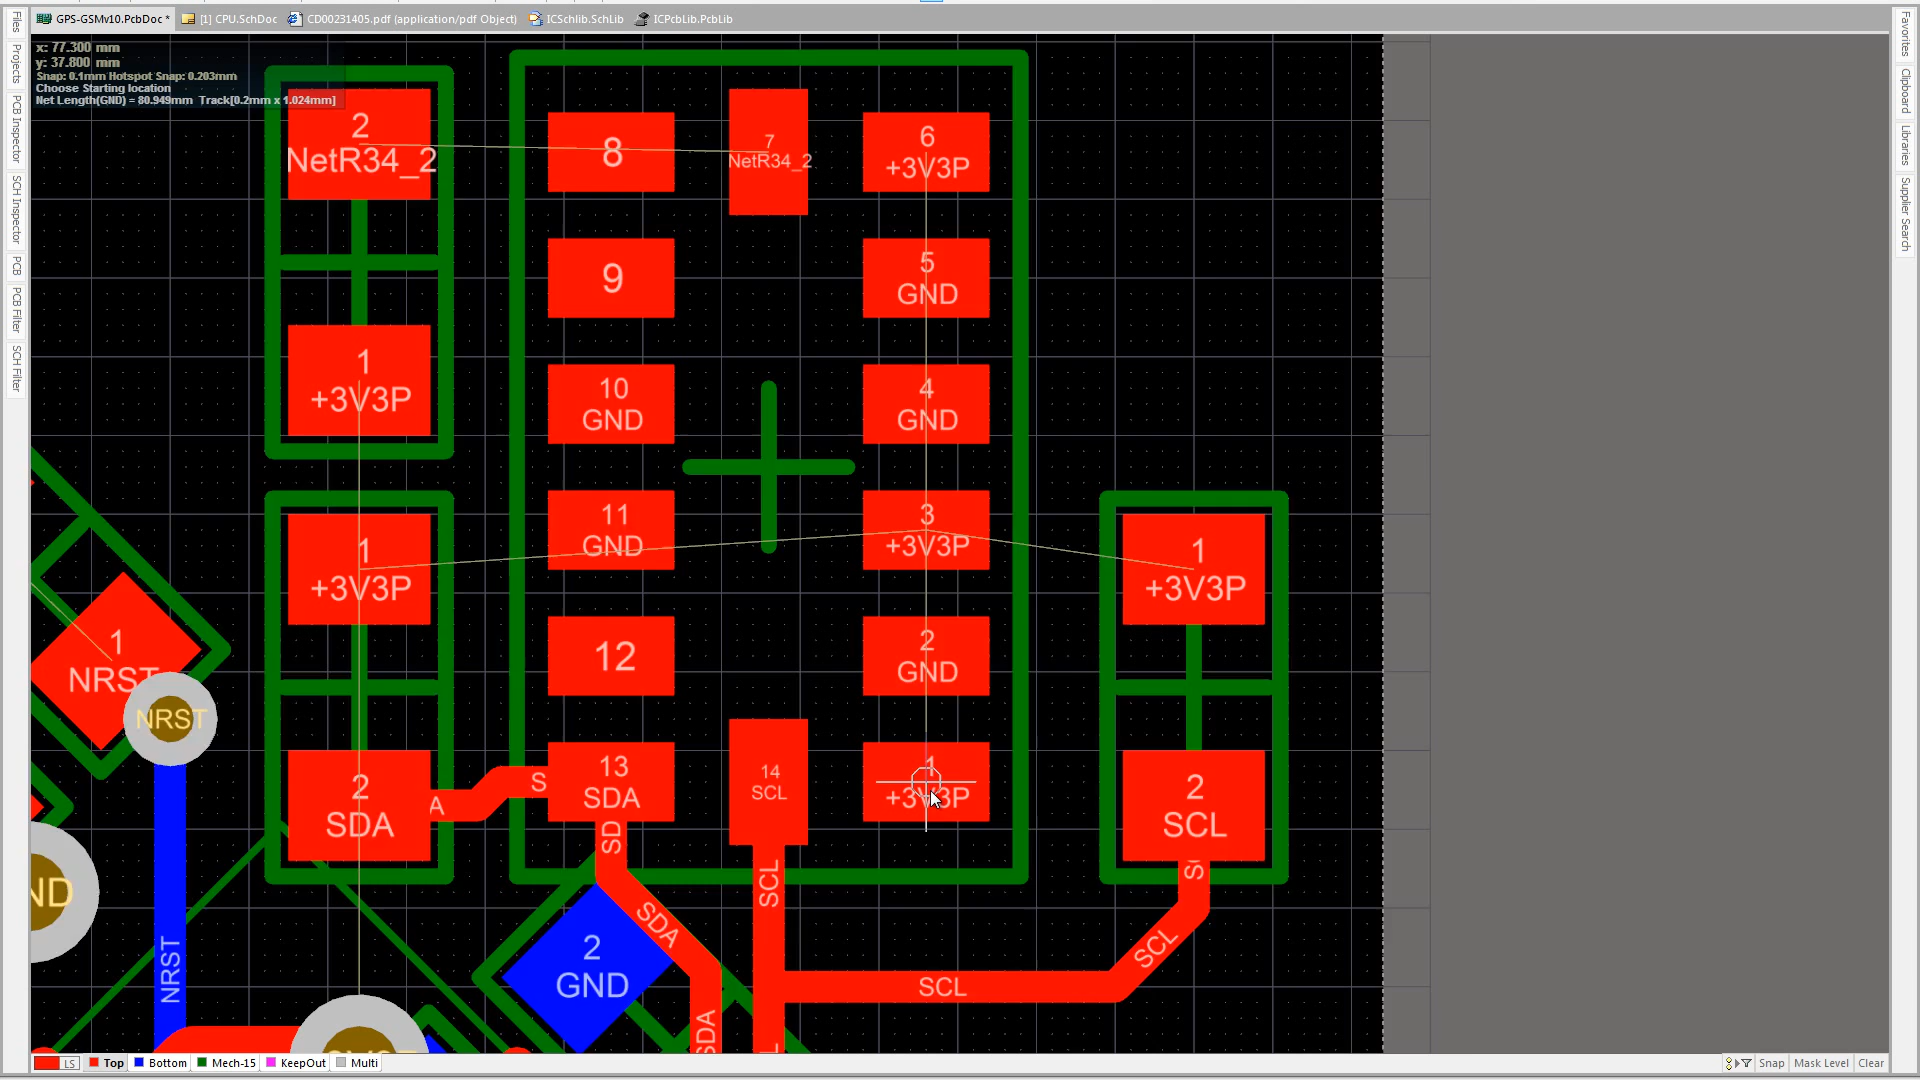 GPS-GSMv10.PcbDoc *
[1] CPU.SchDoc
CD00231405.pdf (application/pdf Object)
ICSchlib.SchLib
ICPcbLib.PcbLib
Files
Projects
PCB Inspector
SCH Inspector
PCB
PCB Filter
SCH Filter
Favorites
Clipboard
Libraries
Supplier Search
x: 77.300 mm
y: 37.800 mm
Snap: 0.1mm Hotspot Snap: 0.203mm
Choose Starting location
Net Length(GND) = 80.949mm Track[0.2mm x 1.024mm]
2
NetR34_2
8
7
NetR34_2
6
+3V3P
9
5
GND
1
+3V3P
10
GND
4
GND
11
GND
3
+3V3P
1
+3V3P
1
+3V3P
12
2
GND
1
NRST
NRST
2
SDA
A
S
13
SDA
14
SCL
1
+3V3P
2
SCL
SD
SCL
SDA
SCL
SCL
ND
NRST
2
GND
SDA
LS
Top
Bottom
Mech-15
KeepOut
Multi
Snap
Mask Level
Clear